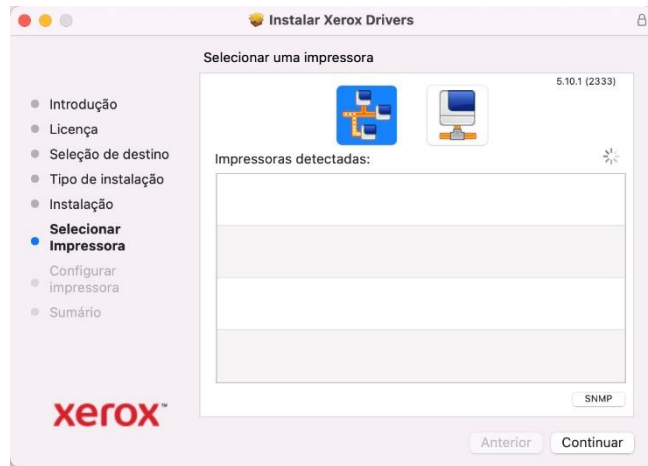 Instalar Xerox Drivers
Selecionar uma impressora
5.10.1 (2333)
Introdução
Licença
Seleção de destino
Tipo de instalação
Instalação
Selecionar
Impressora
Configurar
impressora
Sumário
Impressoras detectadas:
SNMP
xerox™
Anterior
Continuar